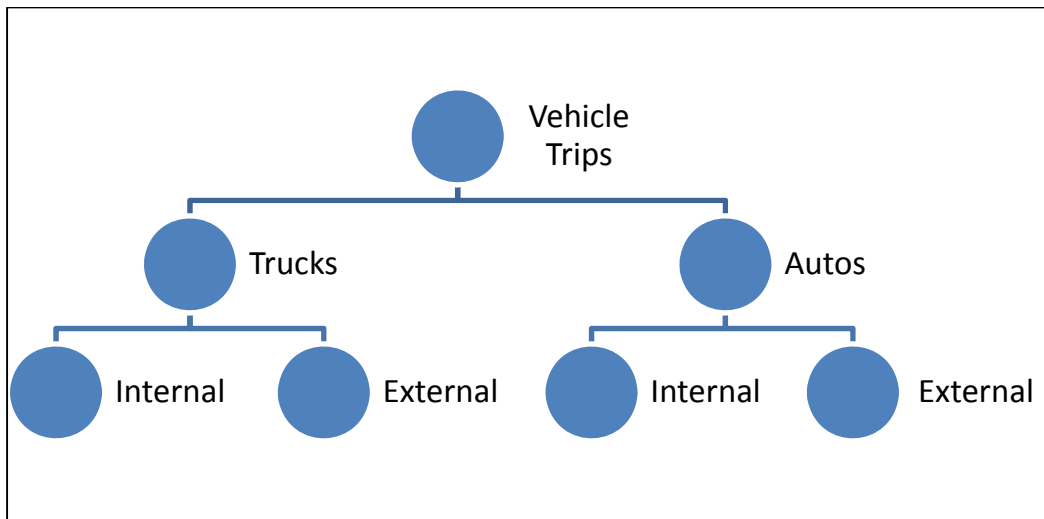 Vehicle
Trips
Trucks
Autos
Internal
External
Internal
External